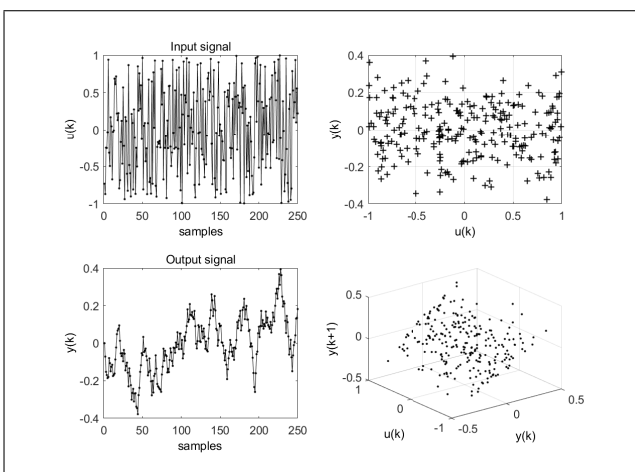 Input signal
1
0.5
0
-0.5
-1
u(k)
0 50 100 150 200 250
samples
0.4
0.2
0
-0.2
-0.4
y(k)
-1 -0.5 0 0.5 1
u(k)
Output signal
0.4
0.2
0
-0.2
-0.4
y(k)
0 50 100 150 200 250
samples
0.5
0
-0.5
y(k+1)
1
0
-1
u(k)
-0.5
0
0.5
y(k)